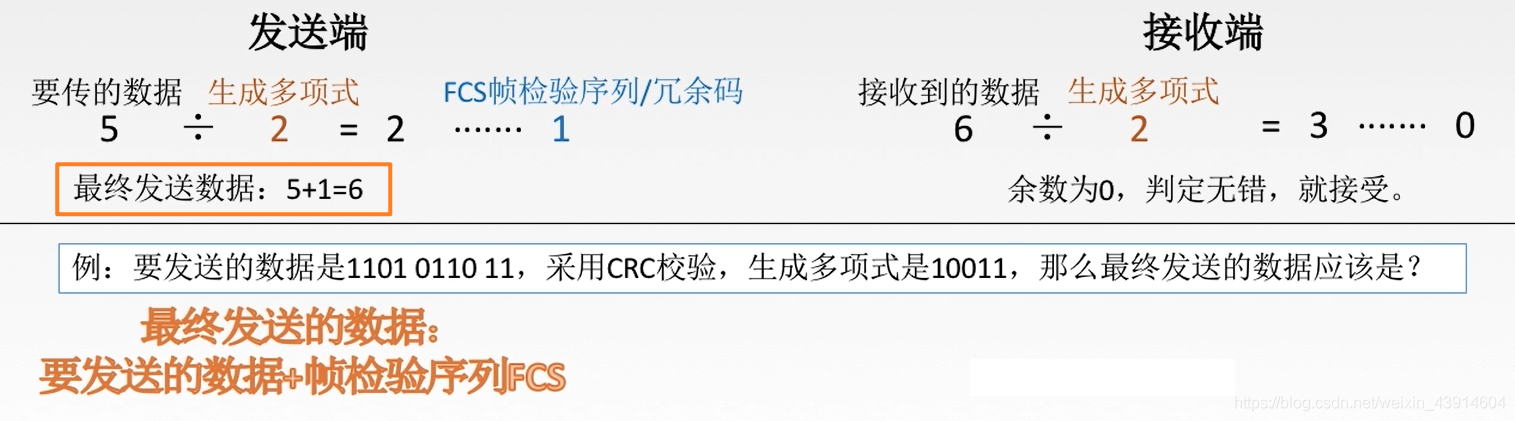 发送端
接收端
要传的数据 生成多项式 FCS帧检验序列/冗余码
5 ÷ 2 = 2 ······· 1
接收到的数据 生成多项式
6 ÷ 2 = 3 ······· 0
最终发送数据：5+1=6
余数为0，判定无错，就接受。
例：要发送的数据是1101 0110 11，采用CRC校验，生成多项式是10011，那么最终发送的数据应该是？
最终发送的数据：
要发送的数据+帧检验序列FCS
https://blog.csdn.net/weixin_43914604